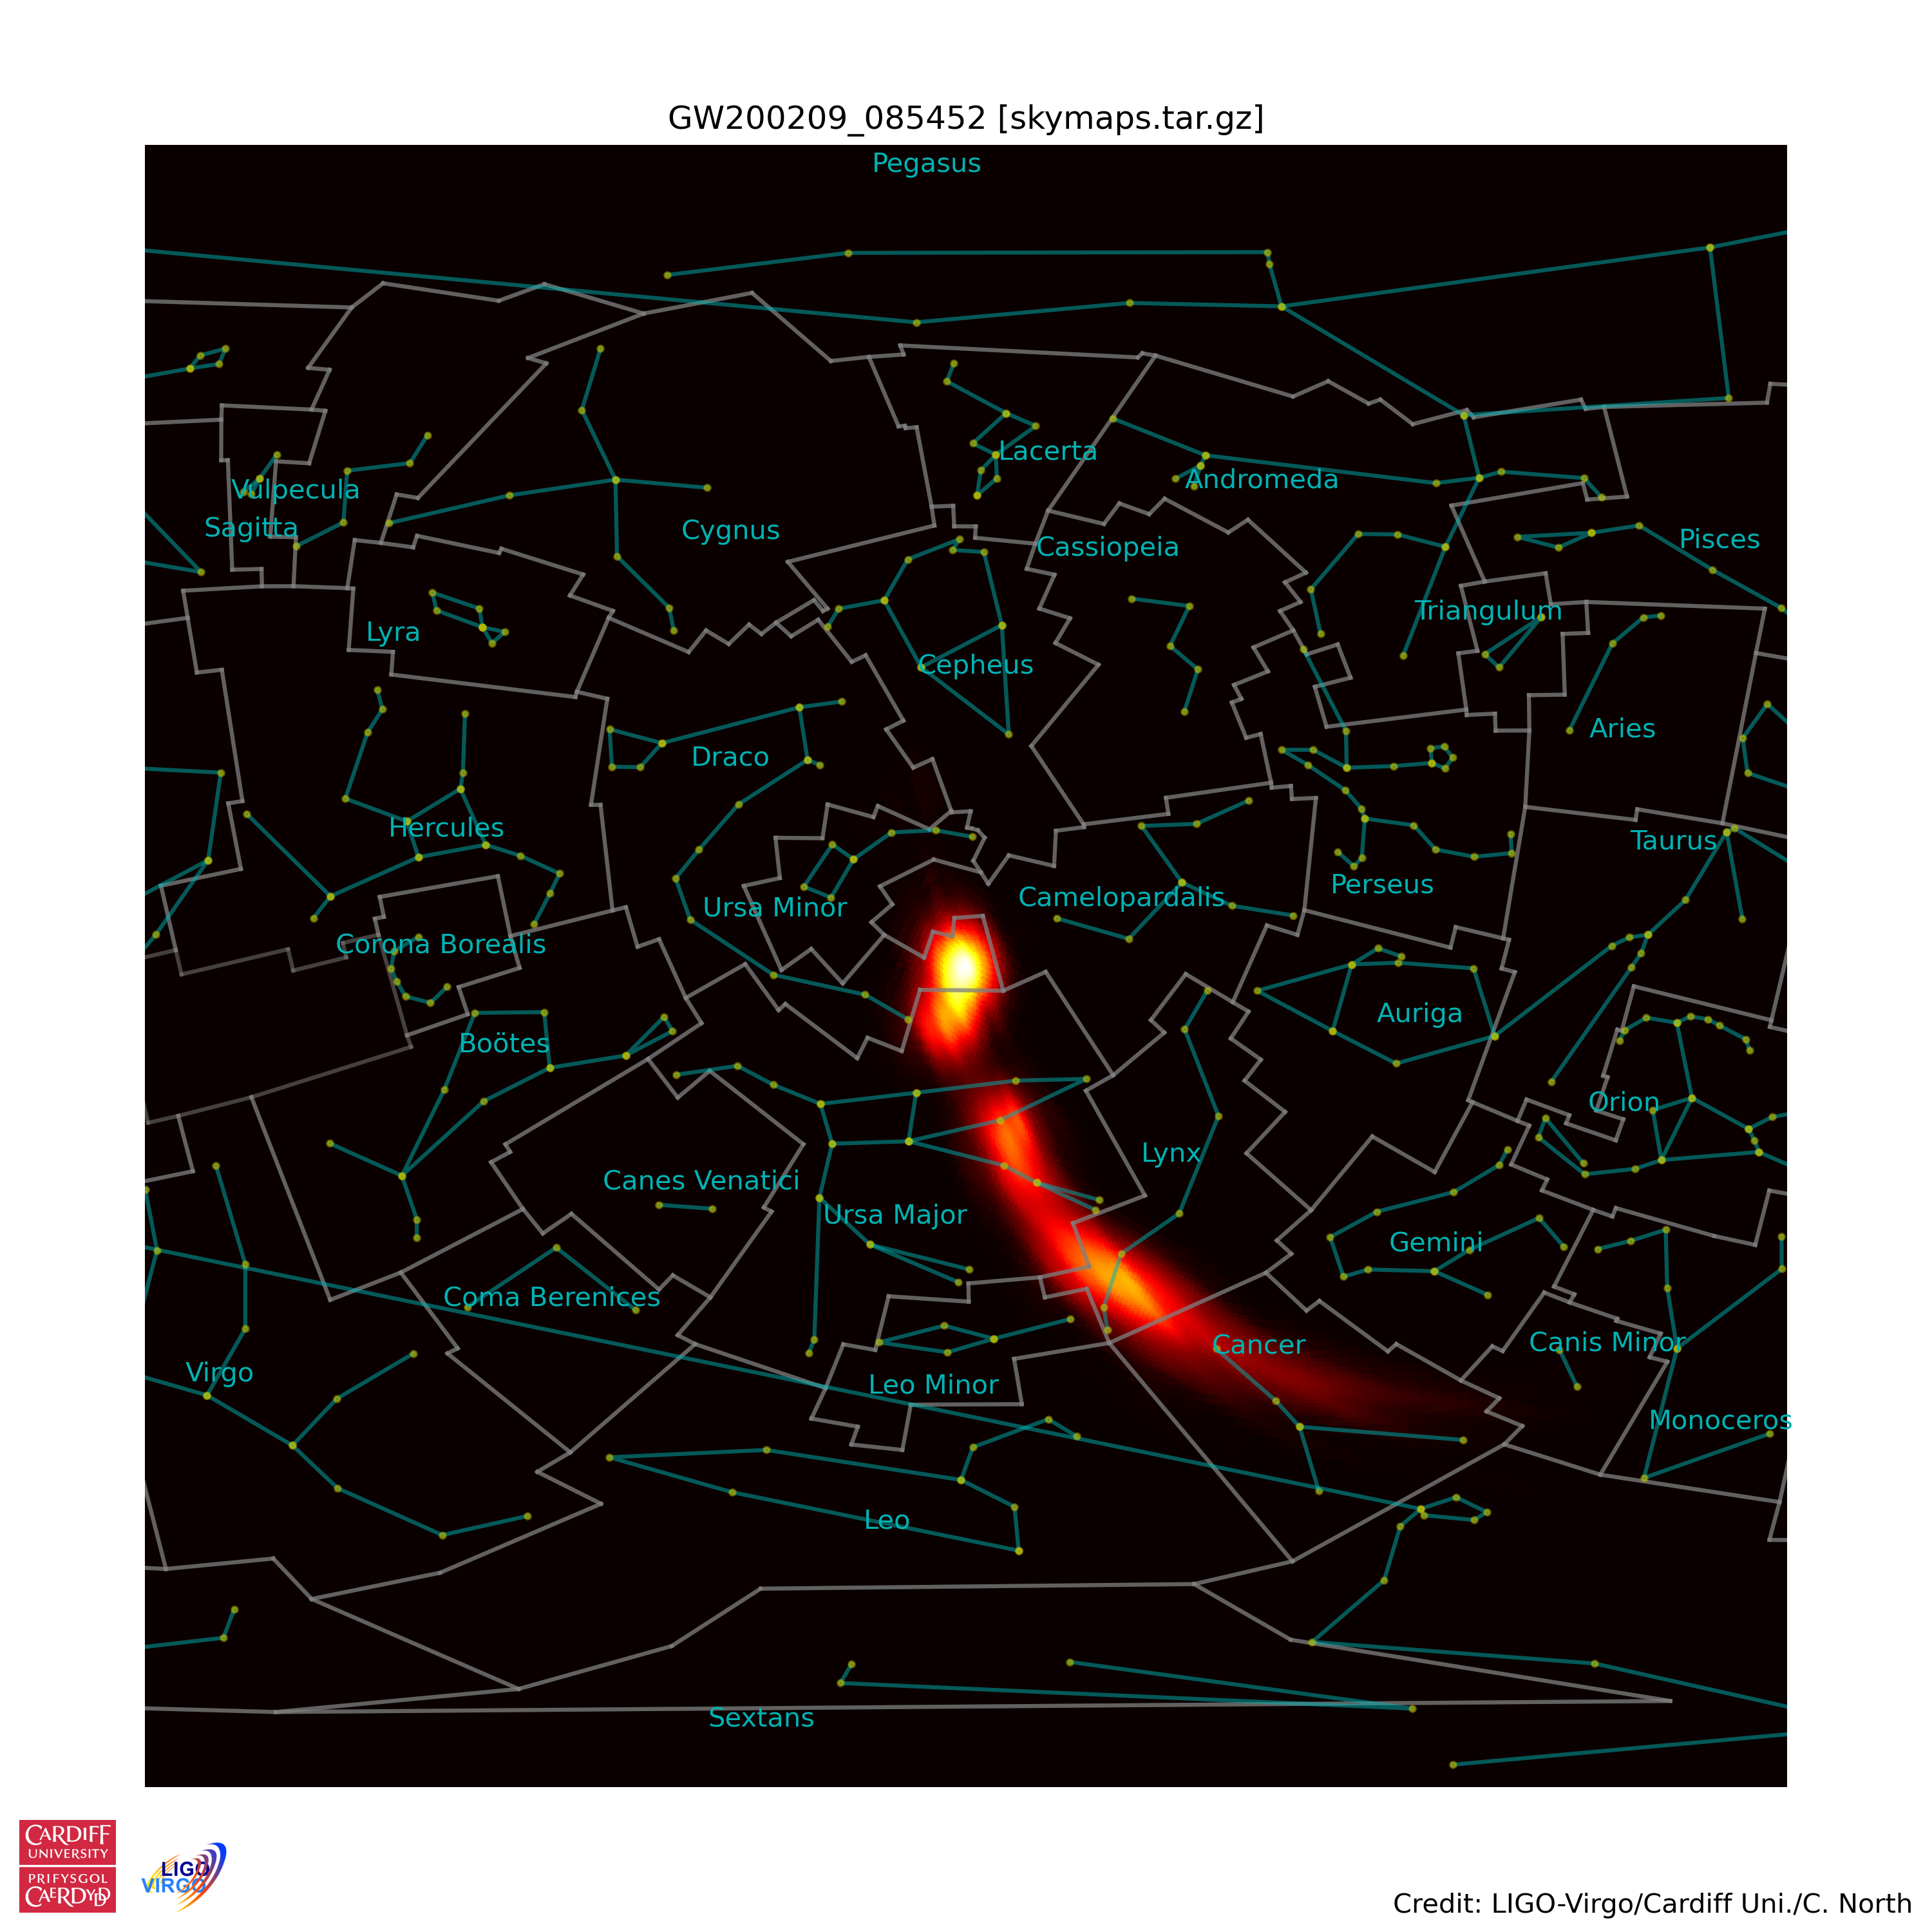 GW200209_085452 [skymaps.tar.gz]
Pegasus
Lacerta
Andromeda
Vulpecula
Sagitta
Cygnus
Cassiopeia
Pisces
Triangulum
Lyra
Cepheus
Aries
Draco
Hercules
Taurus
Perseus
Camelopardalis
Ursa Minor
Corona Borealis
Auriga
Boötes
Orion
Lynx
Canes Venatici
Ursa Major
Gemini
Coma Berenices
Cancer
Canis Minor
Virgo
Leo Minor
Monoceros
Leo
Sextans
CARDIFF
UNIVERSITY
PRIFYSGOL
CAERDYDD
LIGO
VIRGO
Credit: LIGO-Virgo/Cardiff Uni./C. North